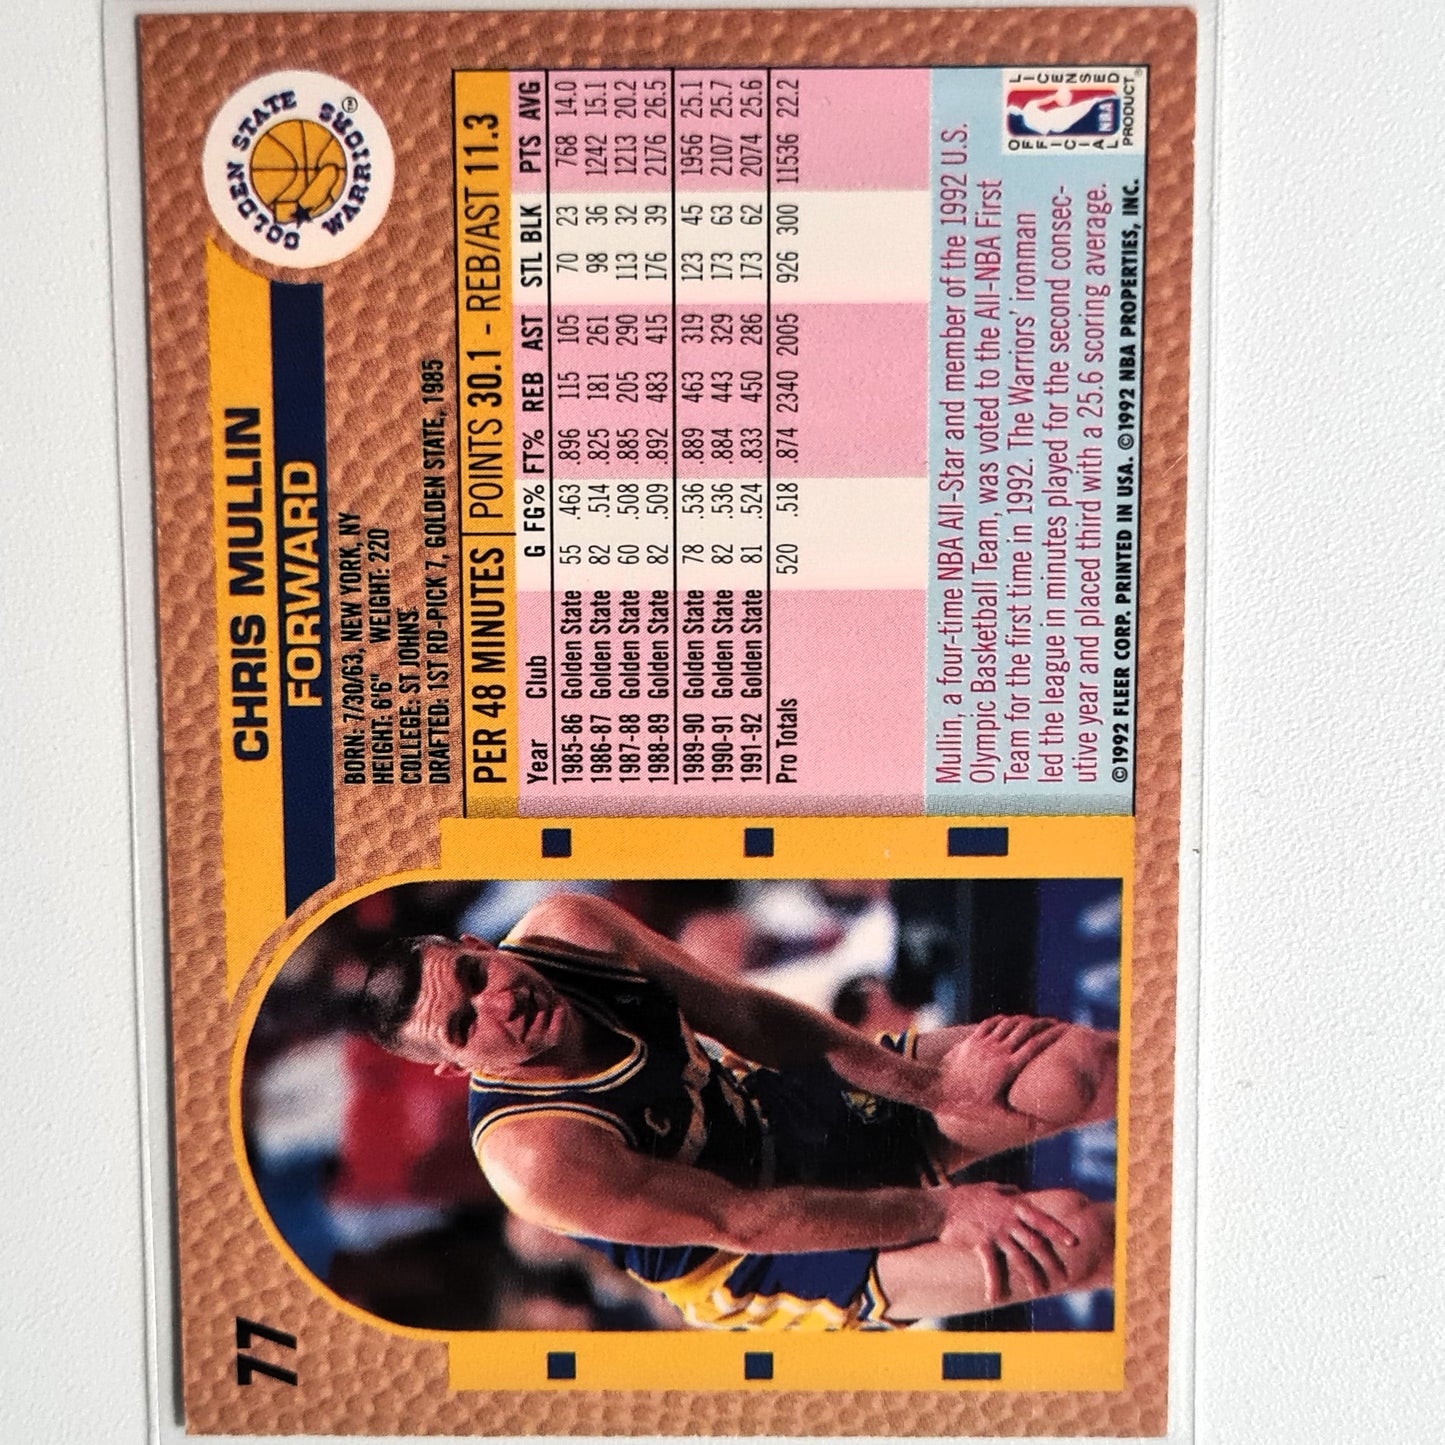 77
CHRIS MULLIN
FORWARD
GOLDEN STATE WARRIORS TM
BORN: 7/30/63, NEW YORK, NY
HEIGHT: 6'6" WEIGHT: 220
COLLEGE: ST JOHN'S
DRAFTED: 1ST RD-PICK 7, GOLDEN STATE, 1985
PER 48 MINUTES POINTS 30.1 - REB/AST 11.3
Year Club G FG% FT% REB AST STL BLK PTS AVG
1985-86 Golden State 55 .463 .896 115 105 70 23 768 14.0
1986-87 Golden State 82 .514 .825 181 261 98 36 1242 15.1
1987-88 Golden State 60 .508 .885 205 290 113 32 1213 20.2
1988-89 Golden State 82 .509 .892 483 415 176 39 2176 26.5
1989-90 Golden State 78 .536 .889 463 319 123 45 1956 25.1
1990-91 Golden State 82 .536 .884 443 329 173 63 2107 25.7
1991-92 Golden State 81 .524 .833 450 286 173 62 2074 25.6
Pro Totals 520 .518 .874 2340 2005 926 300 11536 22.2
Mullin, a four-time NBA All-Star and member of the 1992 U.S.
Olympic Basketball Team, was voted to the All-NBA First
Team for the first time in 1992. The Warriors' ironman
led the league in minutes played for the second consec-
utive year and placed third with a 25.6 scoring average.
©1992 FLEER CORP. PRINTED IN USA. ©1992 NBA PROPERTIES, INC.
OFFICIAL
NBA
LICENSED
PRODUCT®